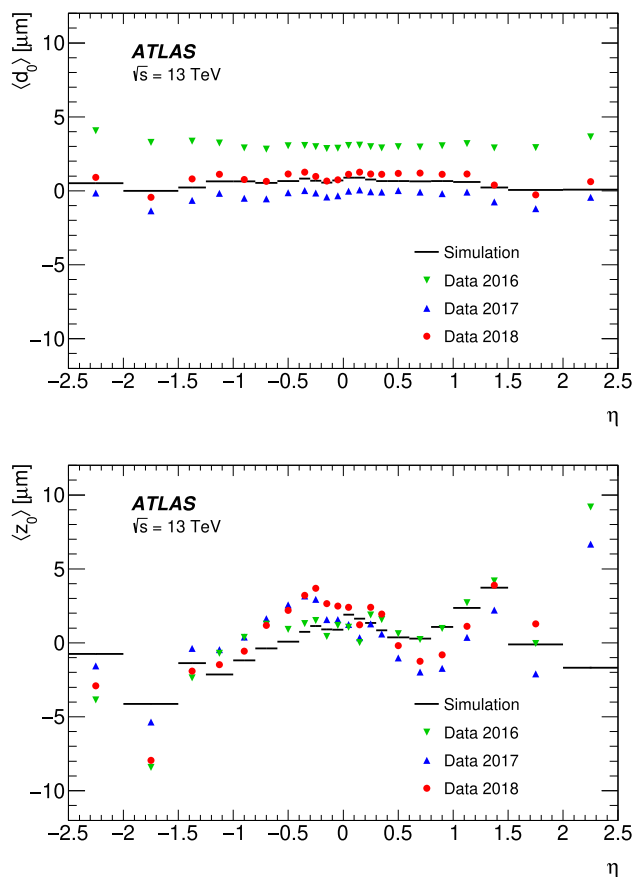 ⟨d₀⟩ [μm]
10
5
0
−5
−10
ATLAS
√s = 13 TeV
Simulation
Data 2016
Data 2017
Data 2018
−2.5 −2 −1.5 −1 −0.5 0 0.5 1 1.5 2 2.5
η
⟨z₀⟩ [μm]
10
5
0
−5
−10
ATLAS
√s = 13 TeV
Simulation
Data 2016
Data 2017
Data 2018
−2.5 −2 −1.5 −1 −0.5 0 0.5 1 1.5 2 2.5
η